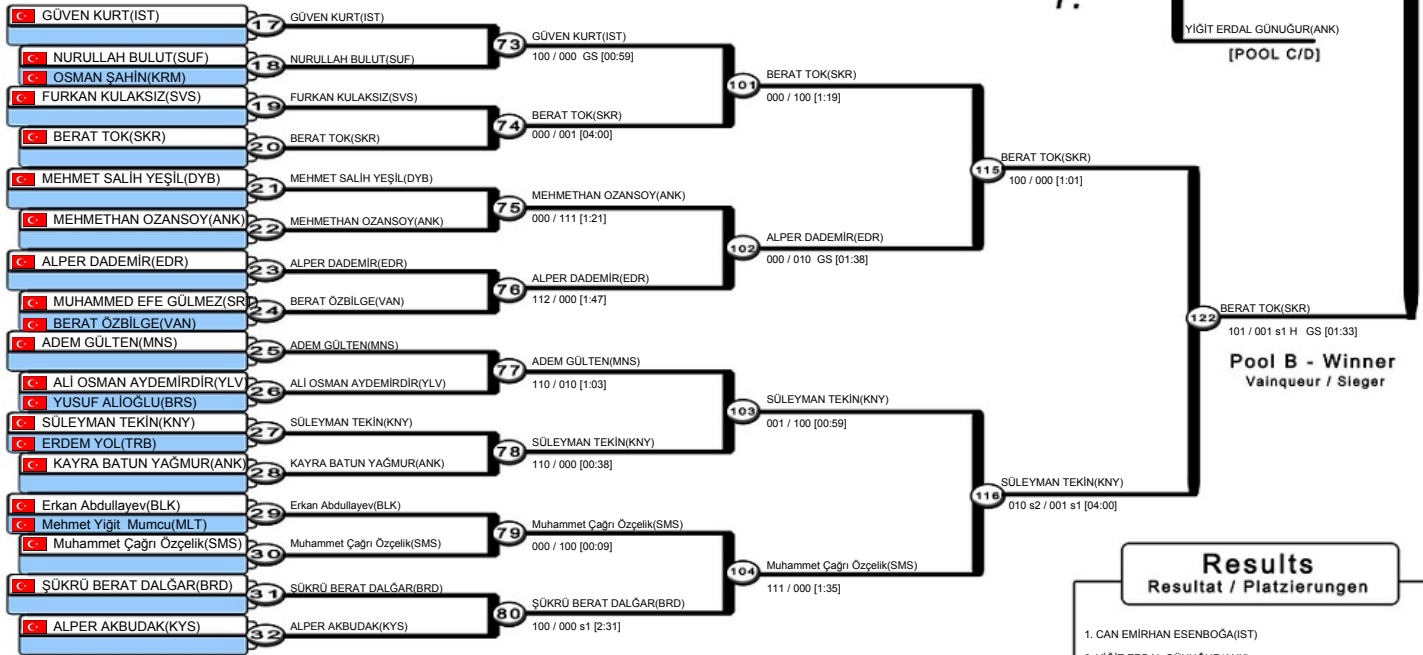 GÜVEN KURT(IST)
NURULLAH BULUT(SUF)
OSMAN ŞAHİN(KRM)
FURKAN KULAKSIZ(SVS)
BERAT TOK(SKR)
MEHMET SALİH YEŞİL(DYB)
MEHMETHAN OZANSOY(ANK)
ALPER DADEMİR(EDR)
MUHAMMED EFE GÜLMEZ(SRT)
BERAT ÖZBİLGE(VAN)
ADEM GÜLTEN(MNS)
ALİ OSMAN AYDEMİRDİR(YLV)
YUSUF ALİOĞLU(BRS)
SÜLEYMAN TEKİN(KNY)
ERDEM YOL(TRB)
KAYRA BATUN YAĞMUR(ANK)
Erkan Abdullayev(BLK)
Mehmet Yiğit Mumcu(MLT)
Muhammet Çağrı Özçelik(SMS)
ŞÜKRÜ BERAT DALĞAR(BRD)
ALPER AKBUDAK(KYS)
17 GÜVEN KURT(IST)
18 NURULLAH BULUT(SUF)
19 FURKAN KULAKSIZ(SVS)
20 BERAT TOK(SKR)
21 MEHMET SALİH YEŞİL(DYB)
22 MEHMETHAN OZANSOY(ANK)
23 ALPER DADEMİR(EDR)
24 BERAT ÖZBİLGE(VAN)
25 ADEM GÜLTEN(MNS)
26 ALİ OSMAN AYDEMİRDİR(YLV)
27 SÜLEYMAN TEKİN(KNY)
28 KAYRA BATUN YAĞMUR(ANK)
29 Erkan Abdullayev(BLK)
30 Muhammet Çağrı Özçelik(SMS)
31 ŞÜKRÜ BERAT DALĞAR(BRD)
32 ALPER AKBUDAK(KYS)
73 GÜVEN KURT(IST)
100 / 000 GS [00:59]
74 BERAT TOK(SKR)
000 / 001 [04:00]
75 MEHMETHAN OZANSOY(ANK)
000 / 111 [1:21]
76 ALPER DADEMİR(EDR)
112 / 000 [1:47]
77 ADEM GÜLTEN(MNS)
110 / 010 [1:03]
78 SÜLEYMAN TEKİN(KNY)
110 / 000 [00:38]
79 Muhammet Çağrı Özçelik(SMS)
000 / 100 [00:09]
80 ŞÜKRÜ BERAT DALĞAR(BRD)
100 / 000 s1 [2:31]
101 BERAT TOK(SKR)
000 / 100 [1:19]
102 ALPER DADEMİR(EDR)
000 / 010 GS [01:38]
103 SÜLEYMAN TEKİN(KNY)
001 / 100 [00:59]
104 Muhammet Çağrı Özçelik(SMS)
111 / 000 [1:35]
115 BERAT TOK(SKR)
100 / 000 [1:01]
116 SÜLEYMAN TEKİN(KNY)
010 s2 / 001 s1 [04:00]
YİĞİT ERDAL GÜNUĞUR(ANK)
[POOL C/D]
122 BERAT TOK(SKR)
101 / 001 s1 H GS [01:33]
Pool B - Winner
Vainqueur / Sieger
Results
Resultat / Platzierungen
1. CAN EMİRHAN ESENBOĞA(IST)